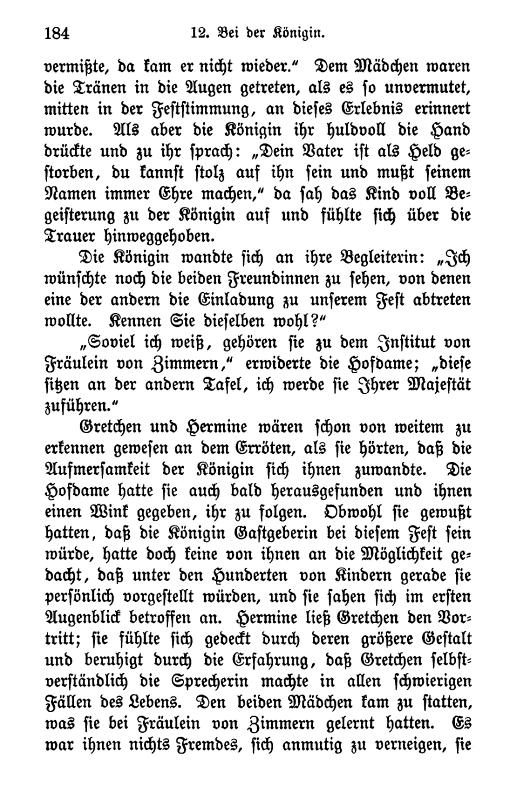 184 12. Bei der Königin.
vermißte, da kam er nicht wieder.“ Dem Mädchen waren
die Tränen in die Augen getreten, als es so unvermutet,
mitten in der Feststimmung, an dieses Erlebnis erinnert
wurde. Als aber die Königin ihr huldvoll die Hand
drückte und zu ihr sprach: „Dein Vater ist als Held ge-
storben, du kannst stolz auf ihn sein und mußt seinem
Namen immer Ehre machen,“ da sah das Kind voll Be-
geisterung zu der Königin auf und fühlte sich über die
Trauer hinweggehoben.
Die Königin wandte sich an ihre Begleiterin: „Ich
wünschte noch die beiden Freundinnen zu sehen, von denen
eine der andern die Einladung zu unserem Fest abtreten
wollte. Kennen Sie dieselben wohl?“
„Soviel ich weiß, gehören sie zu dem Institut von
Fräulein von Zimmern,“ erwiderte die Hofdame; „diese
sitzen an der andern Tafel, ich werde sie Ihrer Majestät
zuführen.“
Gretchen und Hermine wären schon von weitem zu
erkennen gewesen an dem Erröten, als sie hörten, daß die
Aufmerksamkeit der Königin sich ihnen zuwandte. Die
Hofdame hatte sie auch bald herausgefunden und ihnen
einen Wink gegeben, ihr zu folgen. Obwohl sie gewußt
hatten, daß die Königin Gastgeberin bei diesem Fest sein
würde, hatte doch keine von ihnen an die Möglichkeit ge-
dacht, daß unter den Hunderten von Kindern gerade sie
persönlich vorgestellt würden, und sie sahen sich im ersten
Augenblick betroffen an. Hermine ließ Gretchen den Vor-
tritt; sie fühlte sich gedeckt durch deren größere Gestalt
und beruhigt durch die Erfahrung, daß Gretchen selbst-
verständlich die Sprecherin machte in allen schwierigen
Fällen des Lebens. Den beiden Mädchen kam zu statten,
was sie bei Fräulein von Zimmern gelernt hatten. Es
war ihnen nichts Fremdes, sich anmutig zu verneigen, sie